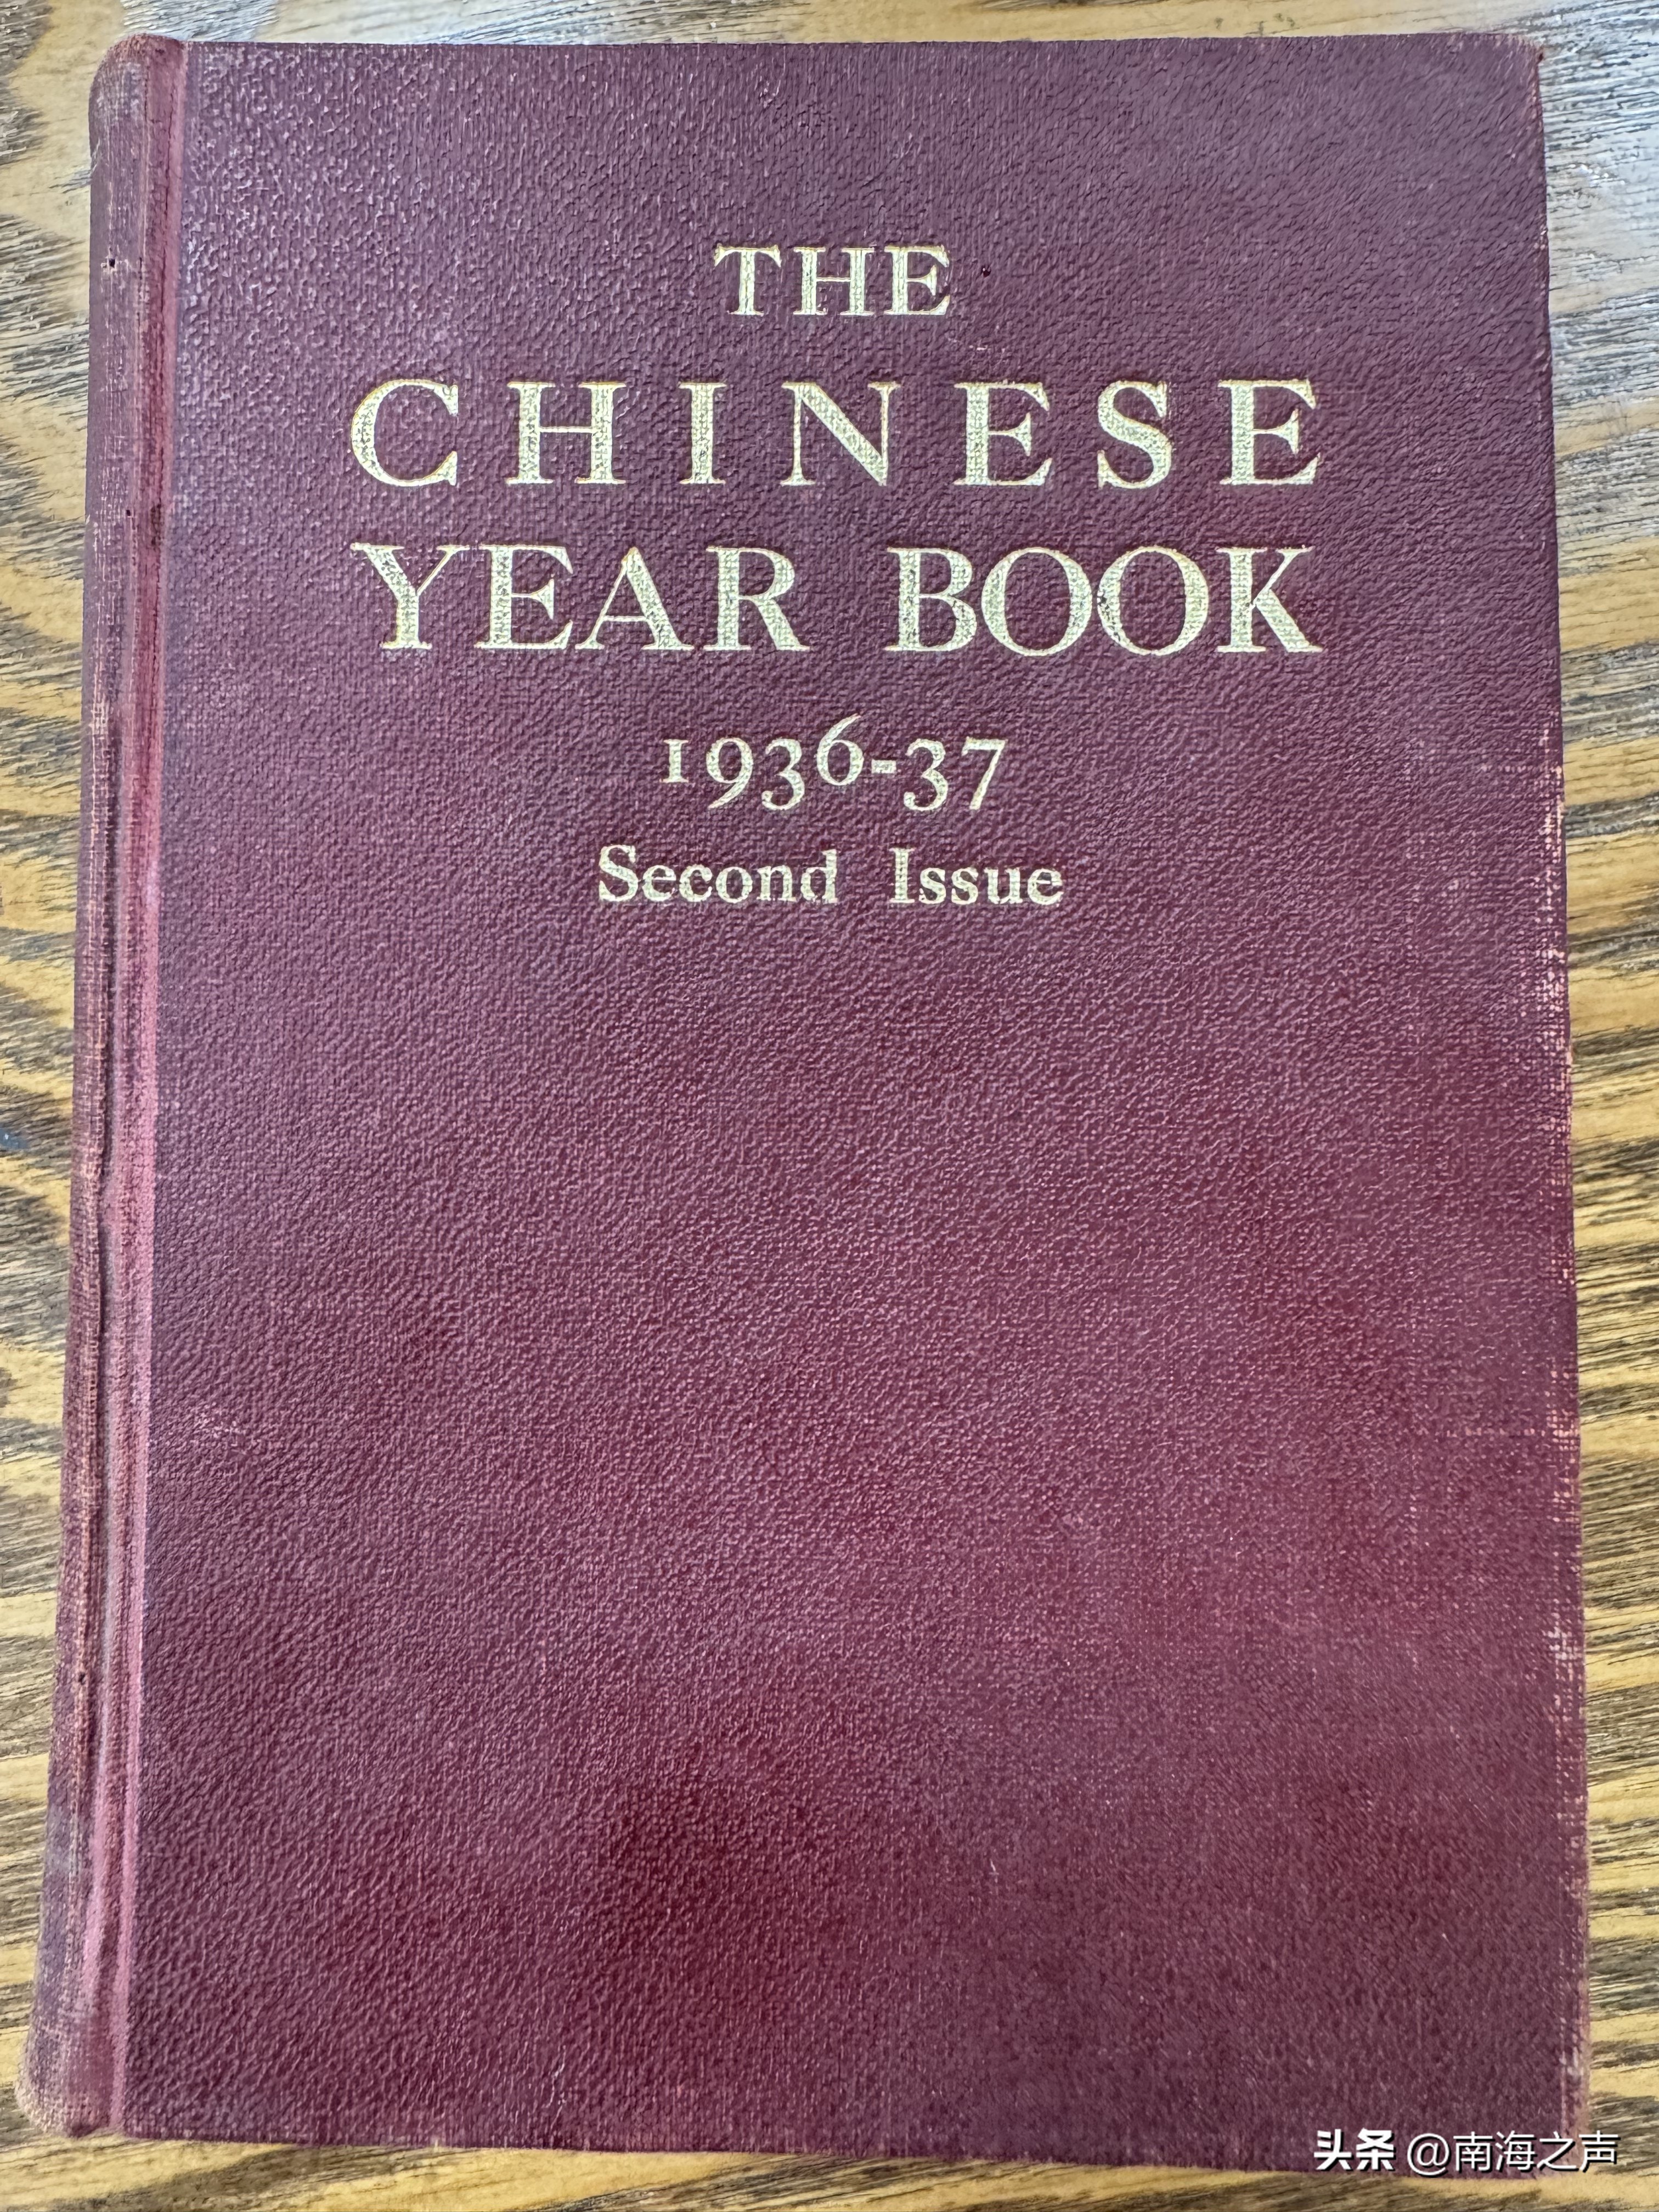 THE
CHINESE
YEAR BOOK
1936-37
Second Issue
头条 @南海之声